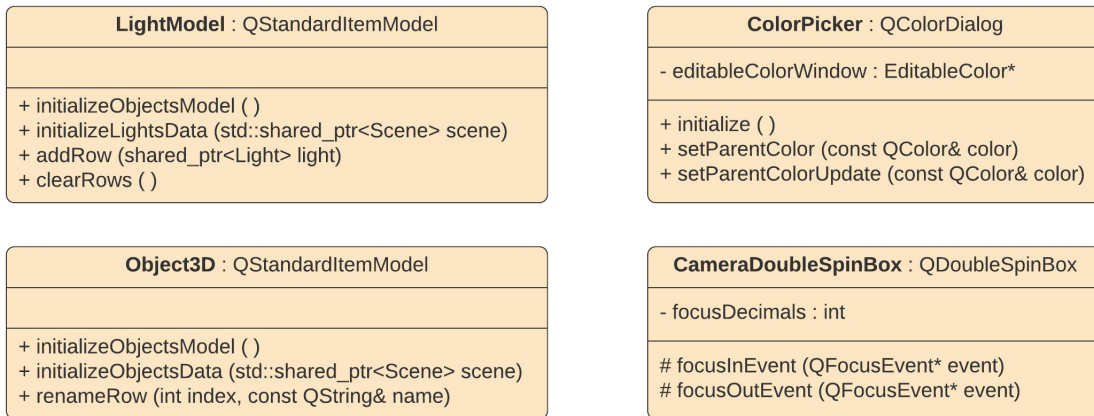 LightModel : QStandardItemModel
+ initializeObjectsModel ( )
+ initializeLightsData (std::shared_ptr<Scene> scene)
+ addRow (shared_ptr<Light> light)
+ clearRows ( )
ColorPicker : QColorDialog
- editableColorWindow : EditableColor*
+ initialize ( )
+ setParentColor (const QColor& color)
+ setParentColorUpdate (const QColor& color)
Object3D : QStandardItemModel
+ initializeObjectsModel ( )
+ initializeObjectsData (std::shared_ptr<Scene> scene)
+ renameRow (int index, const QString& name)
CameraDoubleSpinBox : QDoubleSpinBox
- focusDecimals : int
# focusInEvent (QFocusEvent* event)
# focusOutEvent (QFocusEvent* event)